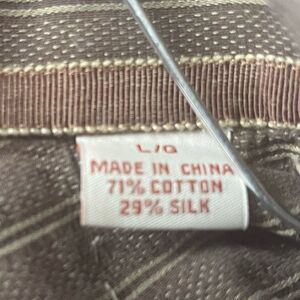 L/G
MADE IN CHINA
71% COTTON
29% SILK